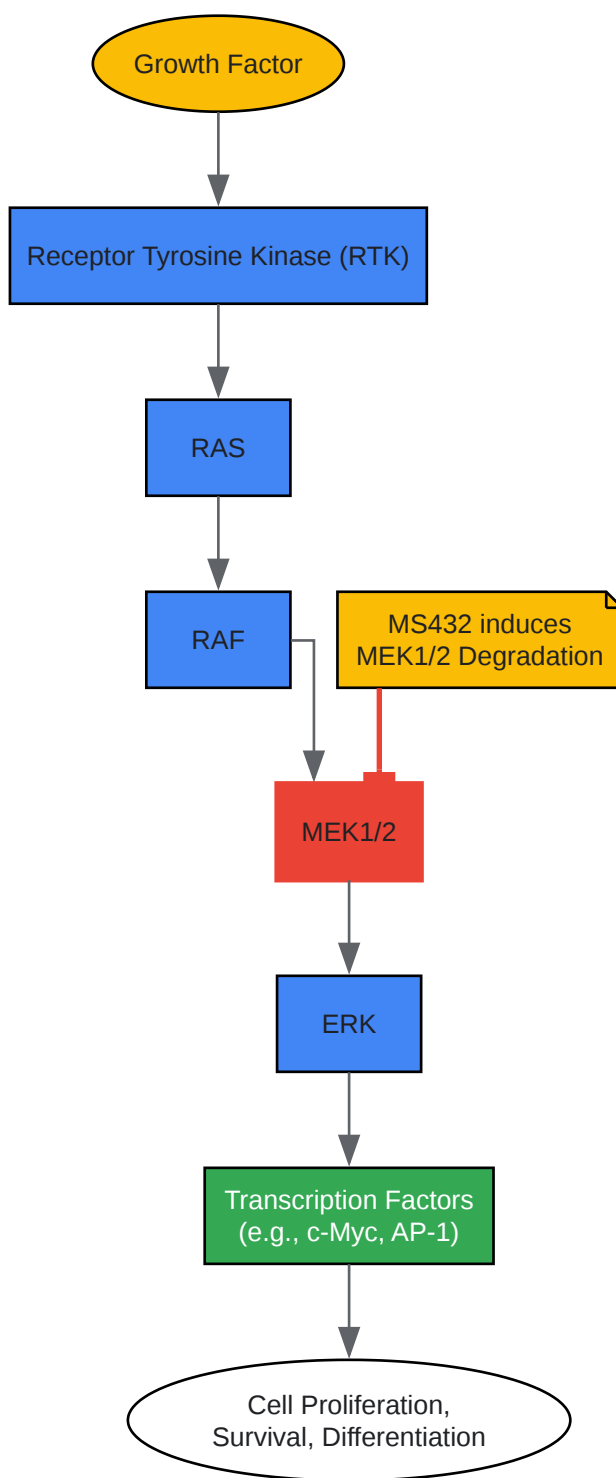 Growth Factor
Receptor Tyrosine Kinase (RTK)
RAS
RAF
MS432 induces
MEK1/2 Degradation
MEK1/2
ERK
Transcription Factors
(e.g., c-Myc, AP-1)
Cell Proliferation,
Survival, Differentiation